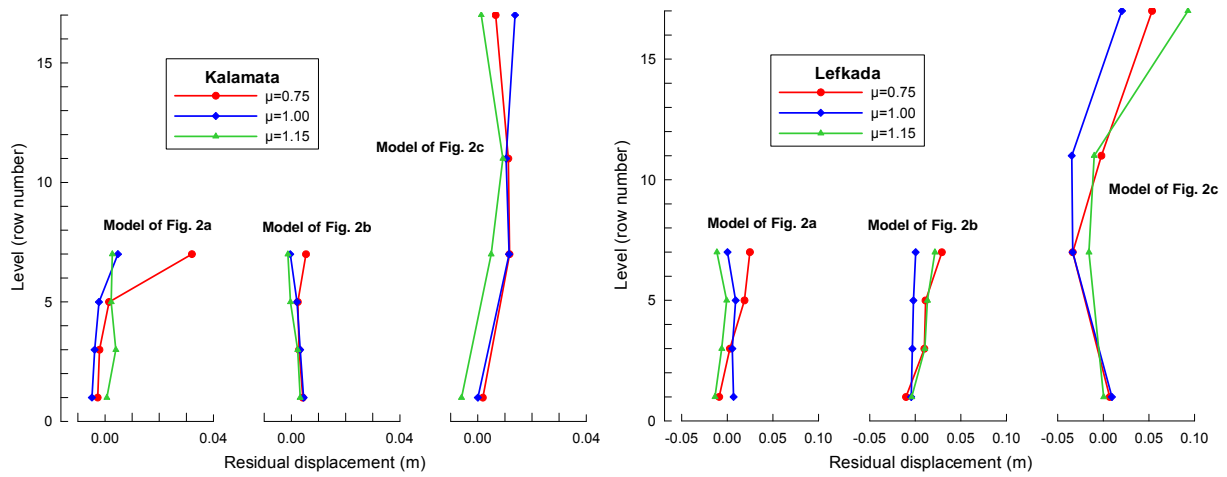 Kalamata
μ=0.75
μ=1.00
μ=1.15
Model of Fig. 2a
Model of Fig. 2b
Model of Fig. 2c
Level (row number)
15
10
5
0
0.00
0.04
0.00
0.04
0.00
0.04
Residual displacement (m)
Lefkada
μ=0.75
μ=1.00
μ=1.15
Model of Fig. 2a
Model of Fig. 2b
Model of Fig. 2c
Level (row number)
15
10
5
0
-0.05
0.00
0.05
0.10
-0.05
0.00
0.05
0.10
-0.05
0.00
0.05
0.10
Residual displacement (m)